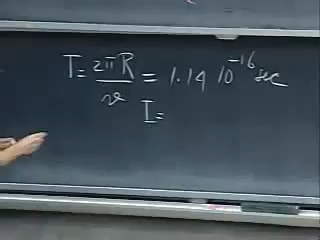 T = 2πR/v = 1.14 10⁻¹⁶ sec
I =